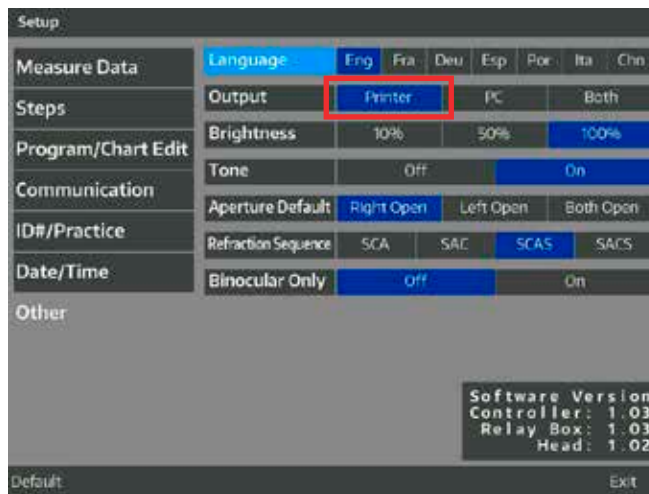 Setup
Measure Data
Steps
Program/Chart Edit
Communication
ID#/Practice
Date/Time
Other
Language Eng Fra Deu Esp Por Ita Chn
Output Printer PC Both
Brightness 10% 50% 100%
Tone Off On
Aperture Default Right Open Left Open Both Open
Refraction Sequence SCA SAC SCAS SACS
Binocular Only Off On
Software Version
Controller: 1.03
Relay Box: 1.03
Head: 1.02
Default Exit